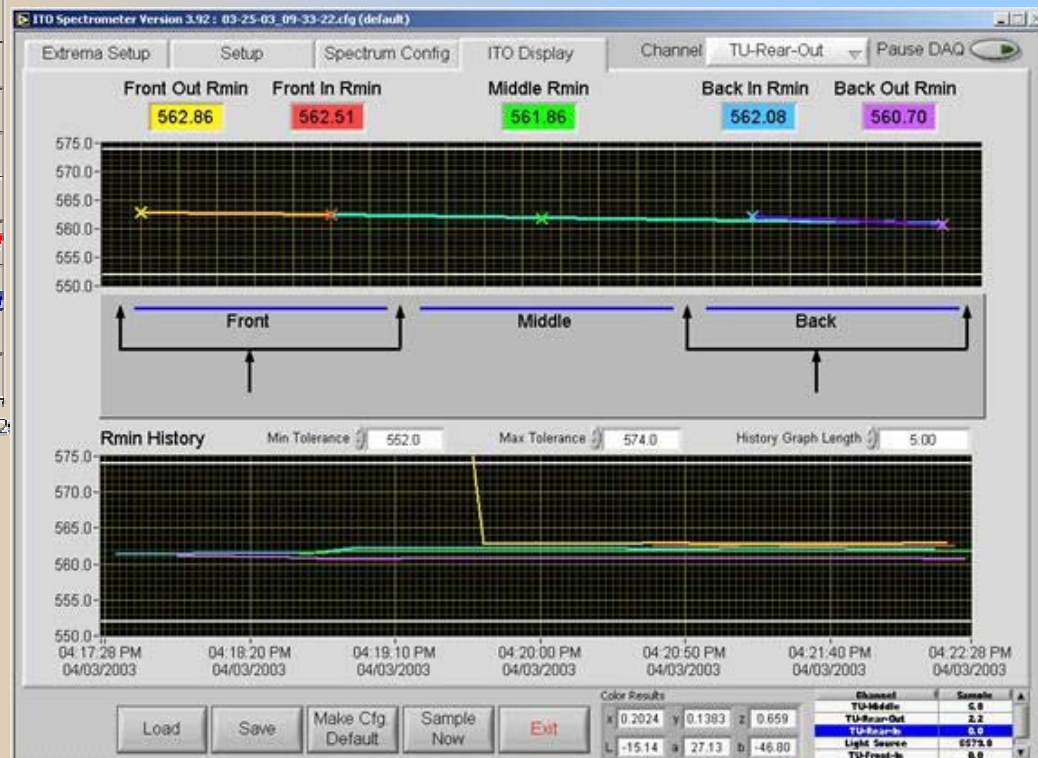 ITO Spectrometer Version 3.92 : 03-25-03_09-33-22.cfg (default)
Extrema Setup Setup Spectrum Config ITO Display Channel TU-Rear-Out Pause DAQ
Front Out Rmin Front In Rmin Middle Rmin Back In Rmin Back Out Rmin
562.86 562.51 561.86 562.08 560.70
575.0
570.0
565.0
560.0
555.0
550.0
Front Middle Back
Rmin History Min Tolerance 552.0 Max Tolerance 574.0 History Graph Length 5.00
575.0
570.0
565.0
560.0
555.0
550.0
04:17:28 PM 04:18:20 PM 04:19:10 PM 04:20:00 PM 04:20:50 PM 04:21:40 PM 04:22:28 PM
04/03/2003 04/03/2003 04/03/2003 04/03/2003 04/03/2003 04/03/2003 04/03/2003
Load Save Make Cfg Default Sample Now Exit
Color Results
x 0.2024 y 0.1383 z 0.659
L -15.14 a 27.13 b -46.80
Channel Sample
TU-Middle
TU-Rear-Out 2.2
TU-Rear-In 0.0
Light Source 6579.0
TU-Front-In 0.0